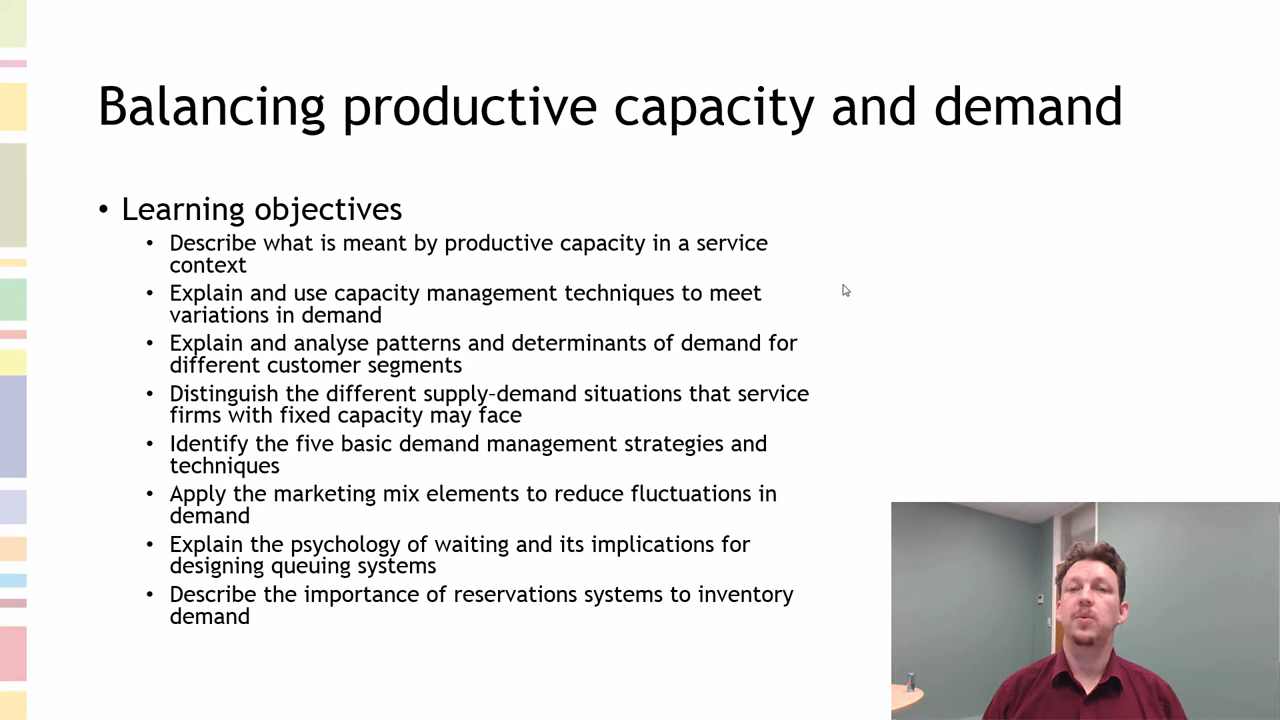 Balancing productive capacity and demand
• Learning objectives
• Describe what is meant by productive capacity in a service
context
• Explain and use capacity management techniques to meet
variations in demand
• Explain and analyse patterns and determinants of demand for
different customer segments
• Distinguish the different supply–demand situations that service
firms with fixed capacity may face
• Identify the five basic demand management strategies and
techniques
• Apply the marketing mix elements to reduce fluctuations in
demand
• Explain the psychology of waiting and its implications for
designing queuing systems
• Describe the importance of reservations systems to inventory
demand